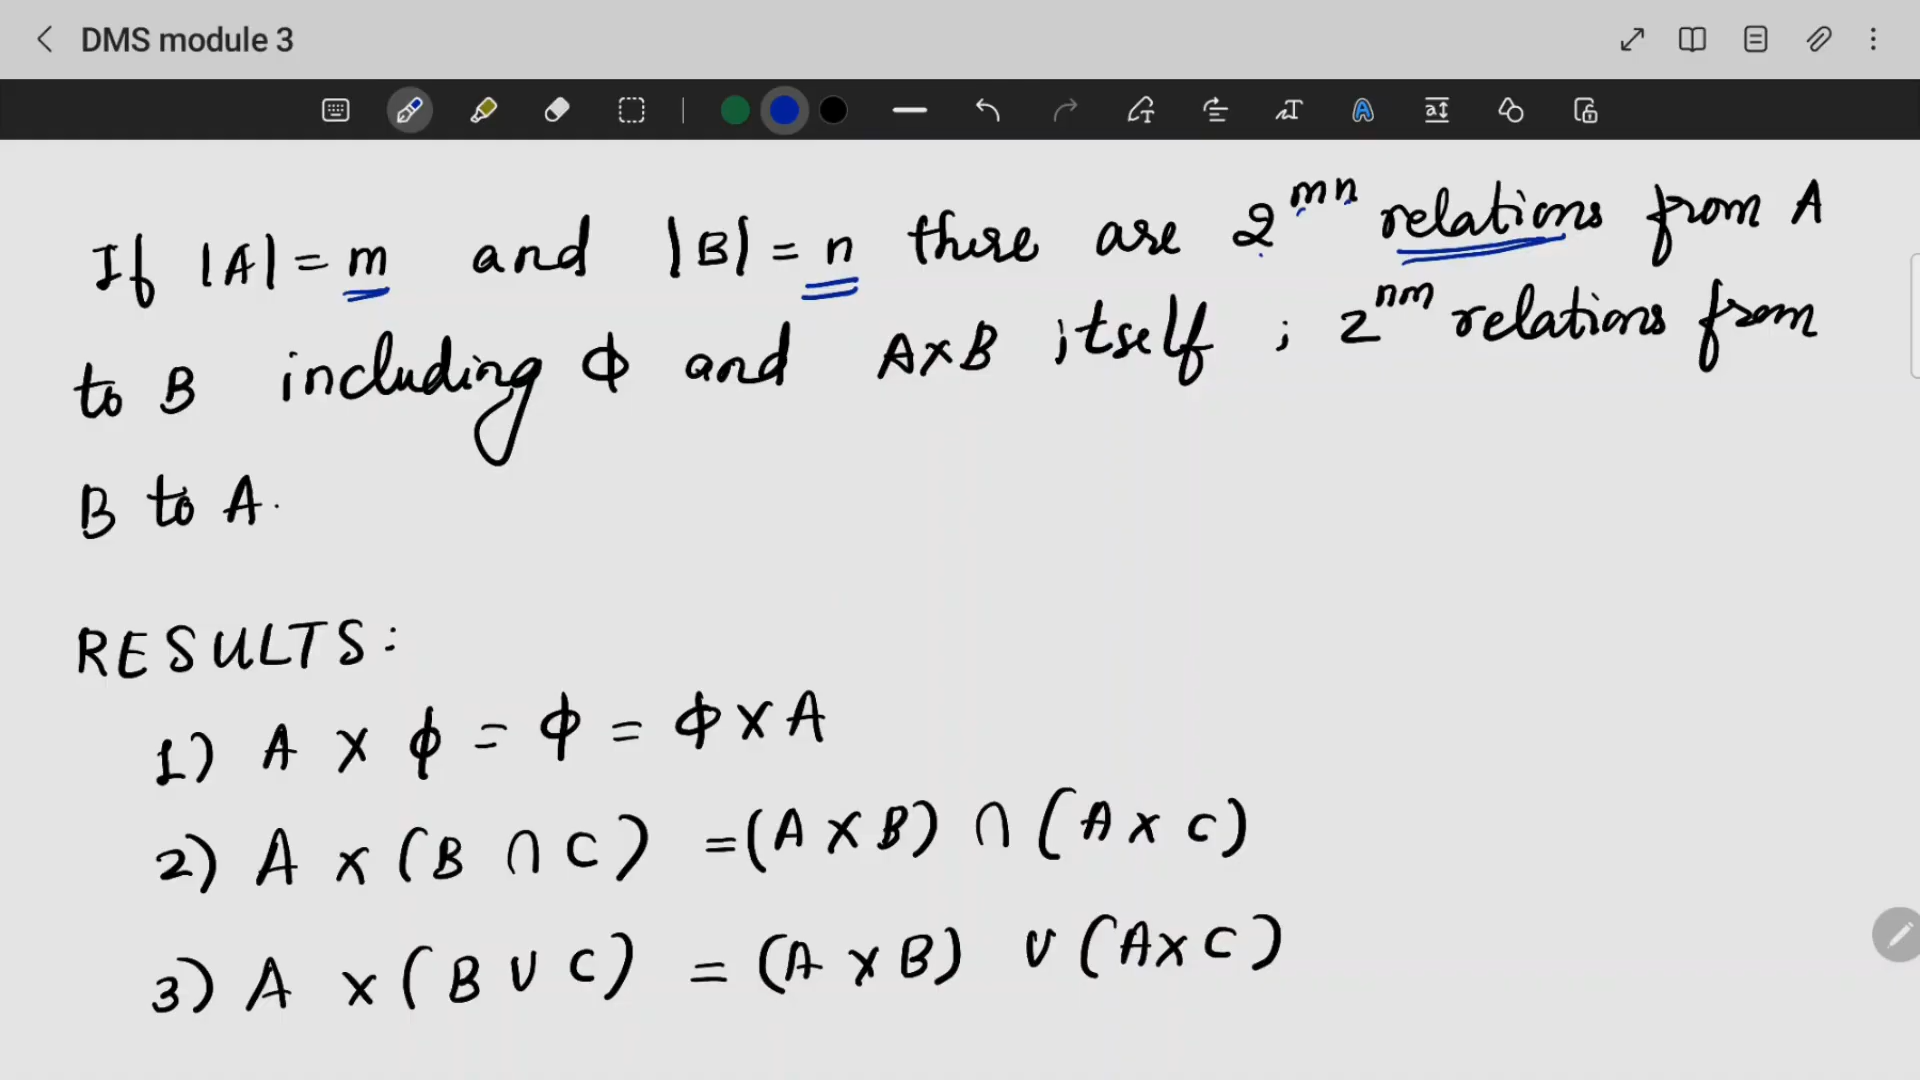 DMS module 3
If |A| = m and |B| = n there are 2^mn relations from A
to B including ϕ and A×B itself ; 2^nm relations from
B to A.
RESULTS:
1) A × ϕ = ϕ = ϕ × A
2) A × (B ∩ C) = (A × B) ∩ (A × C)
3) A × (B ∪ C) = (A × B) ∪ (A × C)